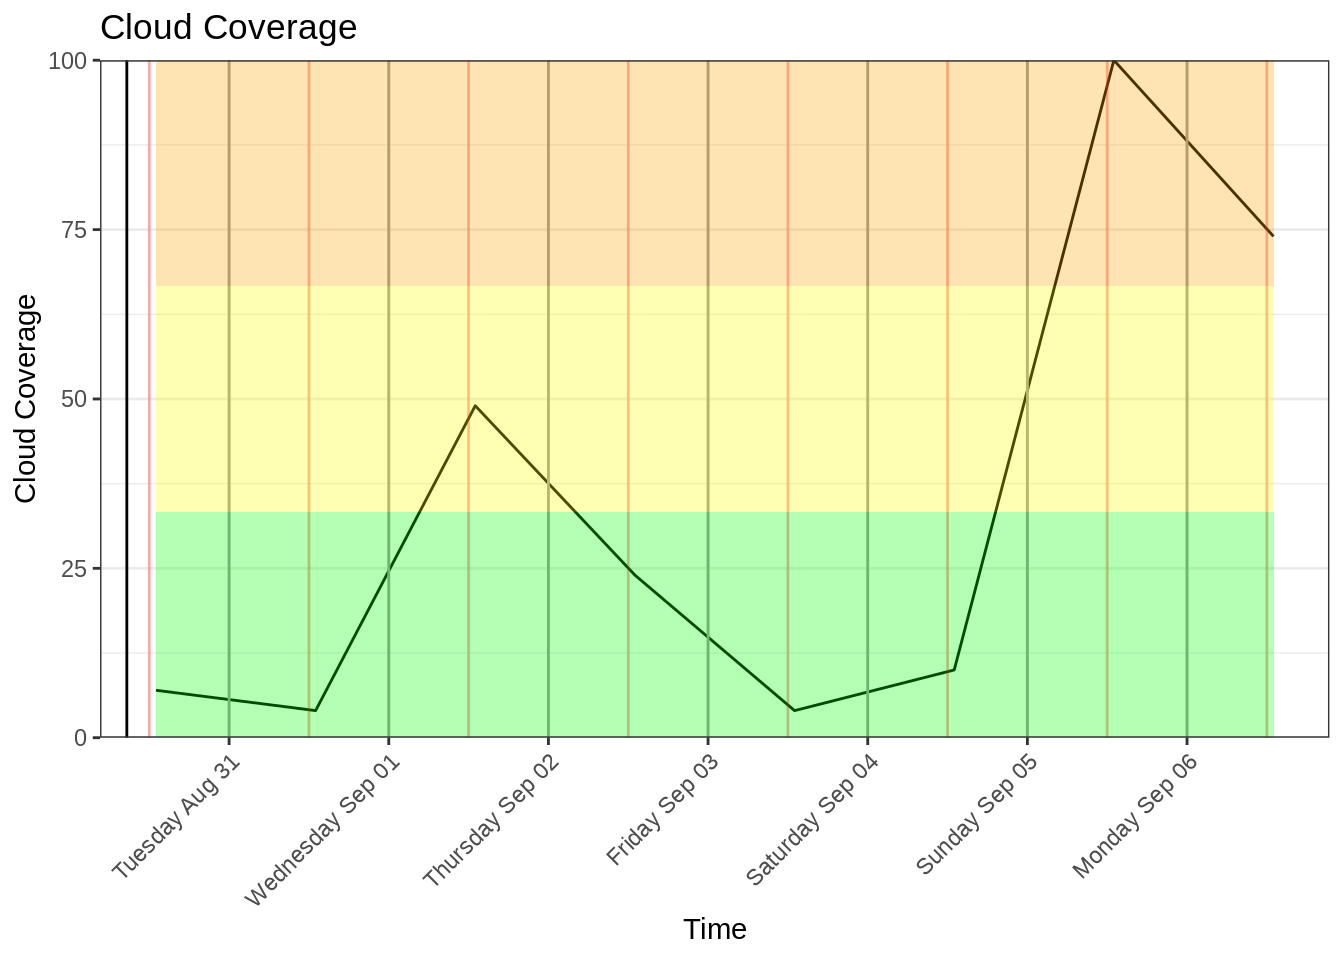 Cloud Coverage
Cloud Coverage
100
75
50
25
0
Tuesday Aug 31
Wednesday Sep 01
Thursday Sep 02
Friday Sep 03
Saturday Sep 04
Sunday Sep 05
Monday Sep 06
Time